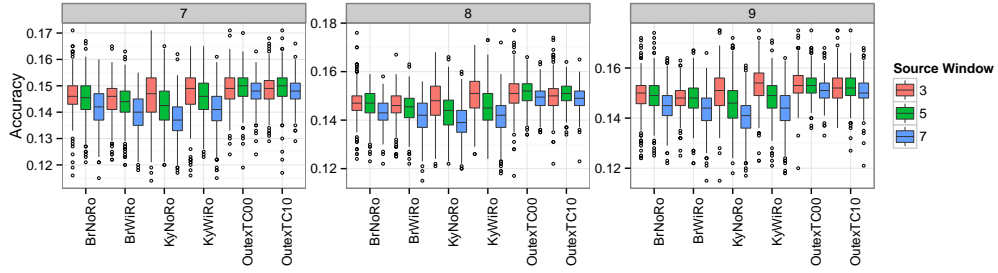 7
8
9
Accuracy
0.17
0.16
0.15
0.14
0.13
0.12
0.18
0.16
0.14
0.12
0.16
0.14
0.12
BrNoRo
BrWiRo
KyNoRo
KyWiRo
OutexTC00
OutexTC10
BrNoRo
BrWiRo
KyNoRo
KyWiRo
OutexTC00
OutexTC10
BrNoRo
BrWiRo
KyNoRo
KyWiRo
OutexTC00
OutexTC10
Source Window
3
5
7